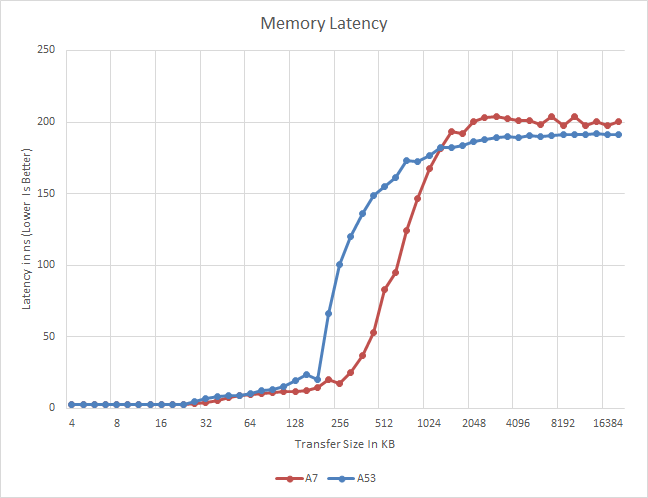 Memory Latency
250
200
150
100
50
0
Latency in ns (Lower Is Better)
4 8 16 32 64 128 256 512 1024 2048 4096 8192 16384
Transfer Size In KB
A7 A53